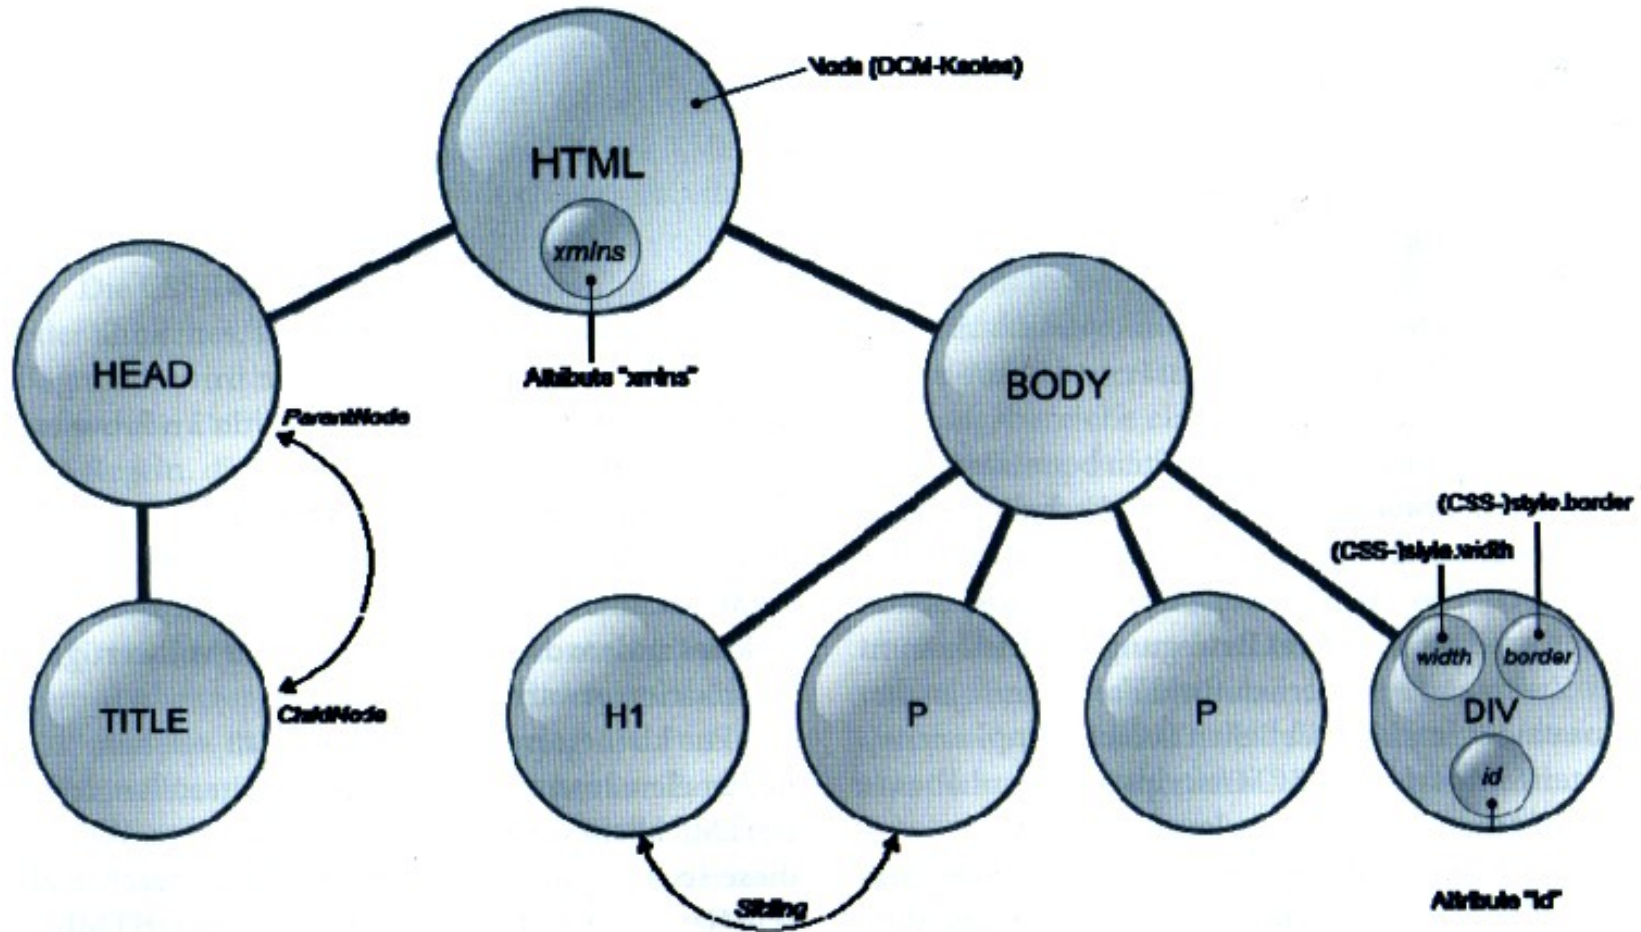 Node (DOM-Knoten)
HTML
xmlns
Attribute "xmlns"
HEAD
BODY
ParentNode
(CSS-)style.border
(CSS-)style.width
width
border
TITLE
ChildNode
H1
P
P
DIV
id
Sibling
Attribute "id"